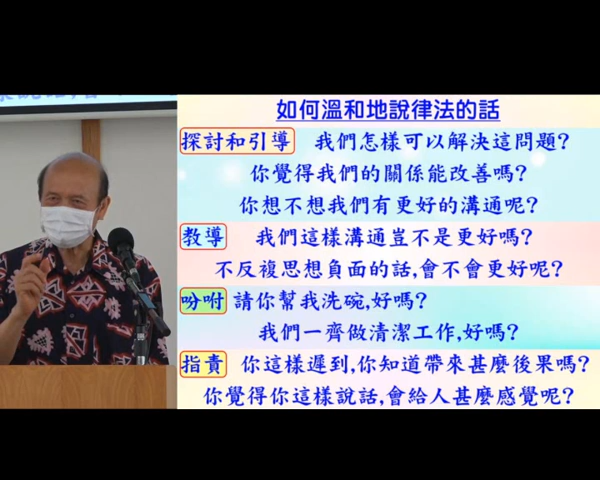 如何溫和地說律法的話
探討和引導 我們怎樣可以解決這問題?
你覺得我們的關係能改善嗎?
你想不想我們有更好的溝通呢?
教導 我們這樣溝通豈不是更好嗎?
不反複思想負面的話,會不會更好呢?
吩咐 請你幫我洗碗,好嗎?
我們一齊做清潔工作,好嗎?
指責 你這樣遲到,你知道帶來甚麼後果嗎?
你覺得你這樣說話,會給人甚麼感覺呢?